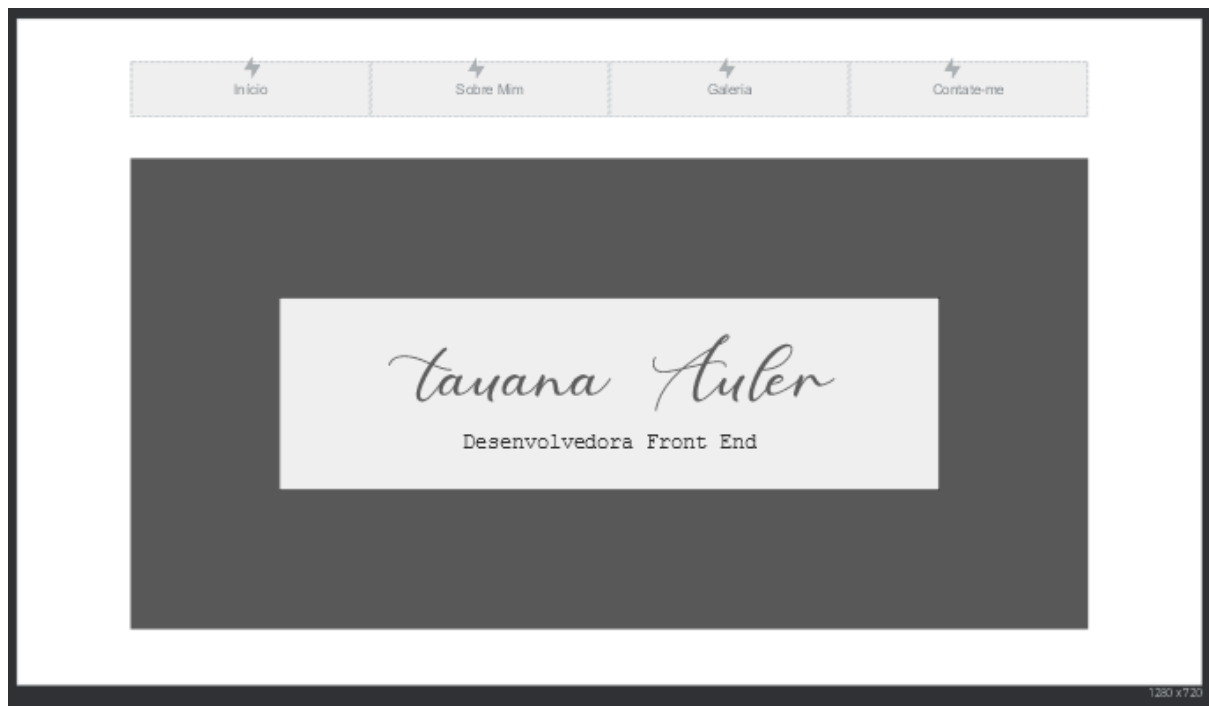 Início
Sobre Mim
Galeria
Contate-me
tauana Auler
Desenvolvedora Front End
1280 x 720